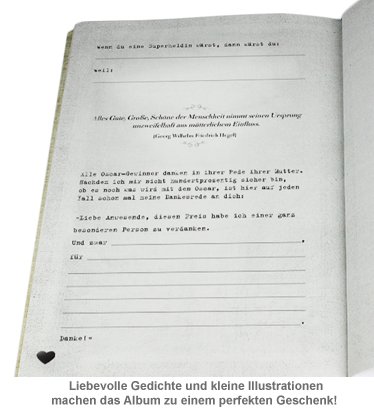 Wenn du eine Superheldin wärst, dann wärst du:
weil:
Alles Gute, Große, Schöne der Menschheit nimmt seinen Ursprung
unzweifelhaft aus mütterlichem Einfluss.
(Georg Wilhelm Friedrich Hegel)
Alle Oscar-Gewinner danken in ihrer Rede ihrer Mutter.
Nachdem ich mir nicht hundertprozentig sicher bin,
ob es noch was wird mit dem Oscar, ist hier auf jeden
Fall schon mal meine Dankesrede an dich:
"Liebe Anwesende, diesen Preis habe ich einer ganz
besonderen Person zu verdanken.
Und zwar .
für
.
Danke!"
Liebevolle Gedichte und kleine Illustrationen
machen das Album zu einem perfekten Geschenk!